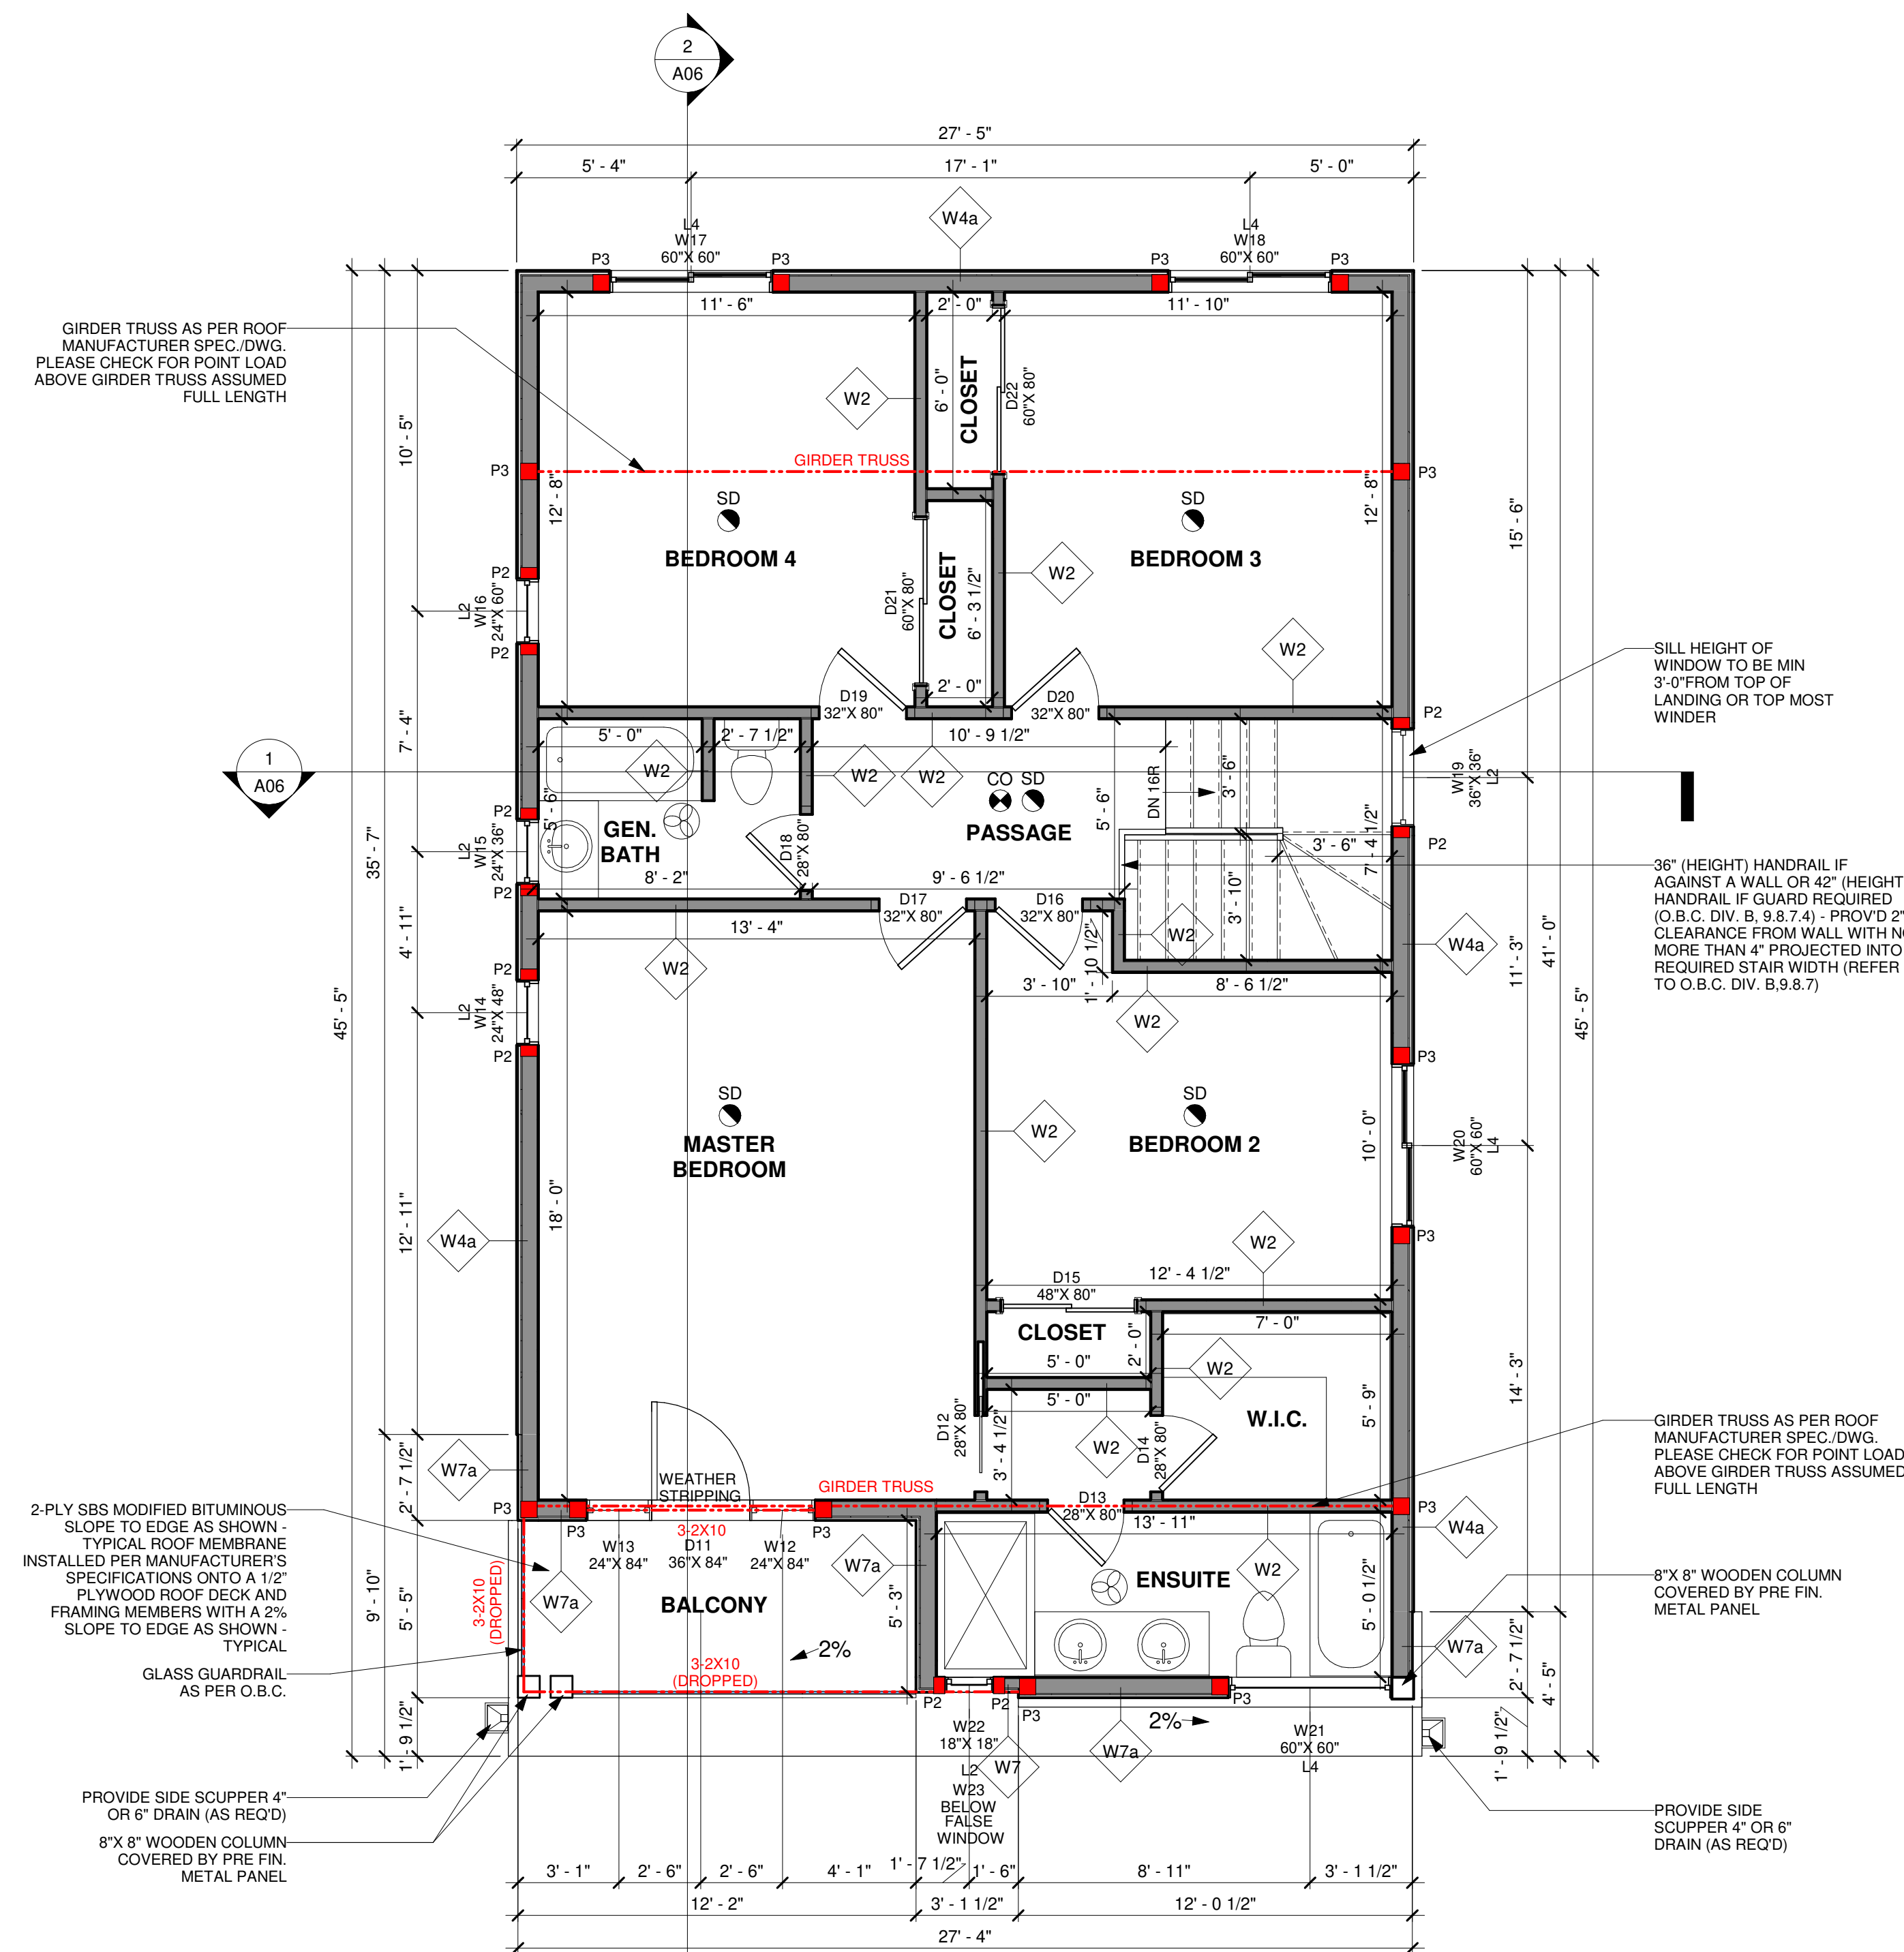 2
A06
27' - 5"
5' - 4"
17' - 1"
5' - 0"
W4a
L4
W17
60"X 60"
L4
W18
60"X 60"
P3
P3
P3
P3
11' - 6"
2' - 0"
11' - 10"
GIRDER TRUSS AS PER ROOF
MANUFACTURER SPEC./DWG.
PLEASE CHECK FOR POINT LOAD
ABOVE GIRDER TRUSS ASSUMED
FULL LENGTH
W2
6' - 0"
CLOSET
D22
60"X 80"
10' - 5"
P3
GIRDER TRUSS
P3
12' - 8"
12' - 8"
15' - 6"
SD
BEDROOM 4
SD
BEDROOM 3
P2
L2
W16
24"X 60"
P2
D21
60"X 80"
CLOSET
6' - 3 1/2"
W2
W2
SILL HEIGHT OF
WINDOW TO BE MIN
3'-0"FROM TOP OF
LANDING OR TOP MOST
WINDER
2' - 0"
D19
32"X 80"
D20
32"X 80"
P2
7' - 4"
5' - 0"
2' - 7 1/2"
10' - 9 1/2"
1
A06
W2
W2
W2
CO
SD
PASSAGE
DN 16R
3' - 6"
W19
36"X 36"
L2
P2
L2
W15
24"X 36"
P2
5' - 6"
GEN.
BATH
D18
28"X 80"
5' - 6"
7' - 4 1/2"
3' - 6"
P2
35' - 7"
8' - 2"
9' - 6 1/2"
3' - 10"
36" (HEIGHT) HANDRAIL IF
AGAINST A WALL OR 42" (HEIGHT
HANDRAIL IF GUARD REQUIRED
(O.B.C. DIV. B, 9.8.7.4) - PROV'D 2"
CLEARANCE FROM WALL WITH NO
MORE THAN 4" PROJECTED INTO
REQUIRED STAIR WIDTH (REFER
TO O.B.C. DIV. B,9.8.7)
D17
32"X 80"
D16
32"X 80"
4' - 11"
13' - 4"
W2
W2
W4a
11' - 3"
41' - 0"
P2
1' - 10 1/2"
3' - 10"
8' - 6 1/2"
45' - 5"
L2
W14
24"X 48"
P2
W2
45' - 5"
P3
SD
MASTER
BEDROOM
W2
SD
BEDROOM 2
10' - 0"
W20
60"X 60"
L4
18' - 0"
12' - 11"
W4a
W2
P3
12' - 4 1/2"
D15
48"X 80"
CLOSET
2' - 0"
7' - 0"
5' - 0"
W2
5' - 0"
14' - 3"
D12
28"X 80"
3' - 4 1/2"
W2
D14
28"X 80"
W.I.C.
5' - 9"
GIRDER TRUSS AS PER ROOF
MANUFACTURER SPEC./DWG.
PLEASE CHECK FOR POINT LOAD
ABOVE GIRDER TRUSS ASSUMED
FULL LENGTH
W7a
2' - 7 1/2"
WEATHER
STRIPPING
GIRDER TRUSS
P3
P3
P3
P3
D13
28"X 80"
13' - 11"
W4a
2-PLY SBS MODIFIED BITUMINOUS
SLOPE TO EDGE AS SHOWN -
TYPICAL ROOF MEMBRANE
INSTALLED PER MANUFACTURER'S
SPECIFICATIONS ONTO A 1/2"
PLYWOOD ROOF DECK AND
FRAMING MEMBERS WITH A 2%
SLOPE TO EDGE AS SHOWN -
TYPICAL
W13
24"X 84"
3-2X10
D11
36"X 84"
W12
24"X 84"
W7a
W2
9' - 10"
5' - 5"
3-2X10
(DROPPED)
W7a
BALCONY
5' - 3"
ENSUITE
5' - 0 1/2"
8"X 8" WOODEN COLUMN
COVERED BY PRE FIN.
METAL PANEL
2%
W7a
GLASS GUARDRAIL
AS PER O.B.C.
3-2X10
(DROPPED)
2' - 7 1/2"
4' - 5"
P2
P2
P3
P3
1' - 9 1/2"
W22
18"X 18"
L2
W7
2%
W7a
W21
60"X 60"
L4
1' - 9 1/2"
W23
BELOW
FALSE
WINDOW
PROVIDE SIDE SCUPPER 4"
OR 6" DRAIN (AS REQ'D)
PROVIDE SIDE
SCUPPER 4" OR 6"
DRAIN (AS REQ'D)
8"X 8" WOODEN COLUMN
COVERED BY PRE FIN.
METAL PANEL
3' - 1"
2' - 6"
2' - 6"
4' - 1"
1' - 7 1/2"
1' - 6"
8' - 11"
3' - 1 1/2"
12' - 2"
3' - 1 1/2"
12' - 0 1/2"
27' - 4"